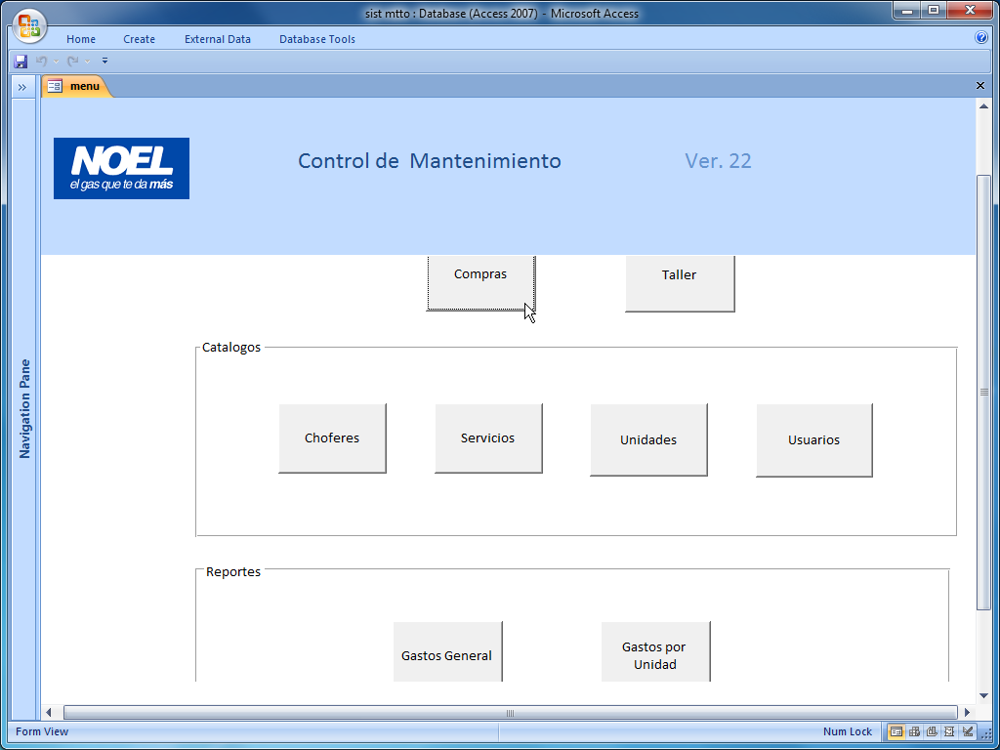 sist mtto : Database (Access 2007) - Microsoft Access
Home Create External Data Database Tools
menu
NOEL
el gas que te da más
Control de Mantenimiento
Ver. 22
Compras
Taller
Catalogos
Choferes
Servicios
Unidades
Usuarios
Reportes
Gastos General
Gastos por
Unidad
Navigation Pane
Form View
Num Lock